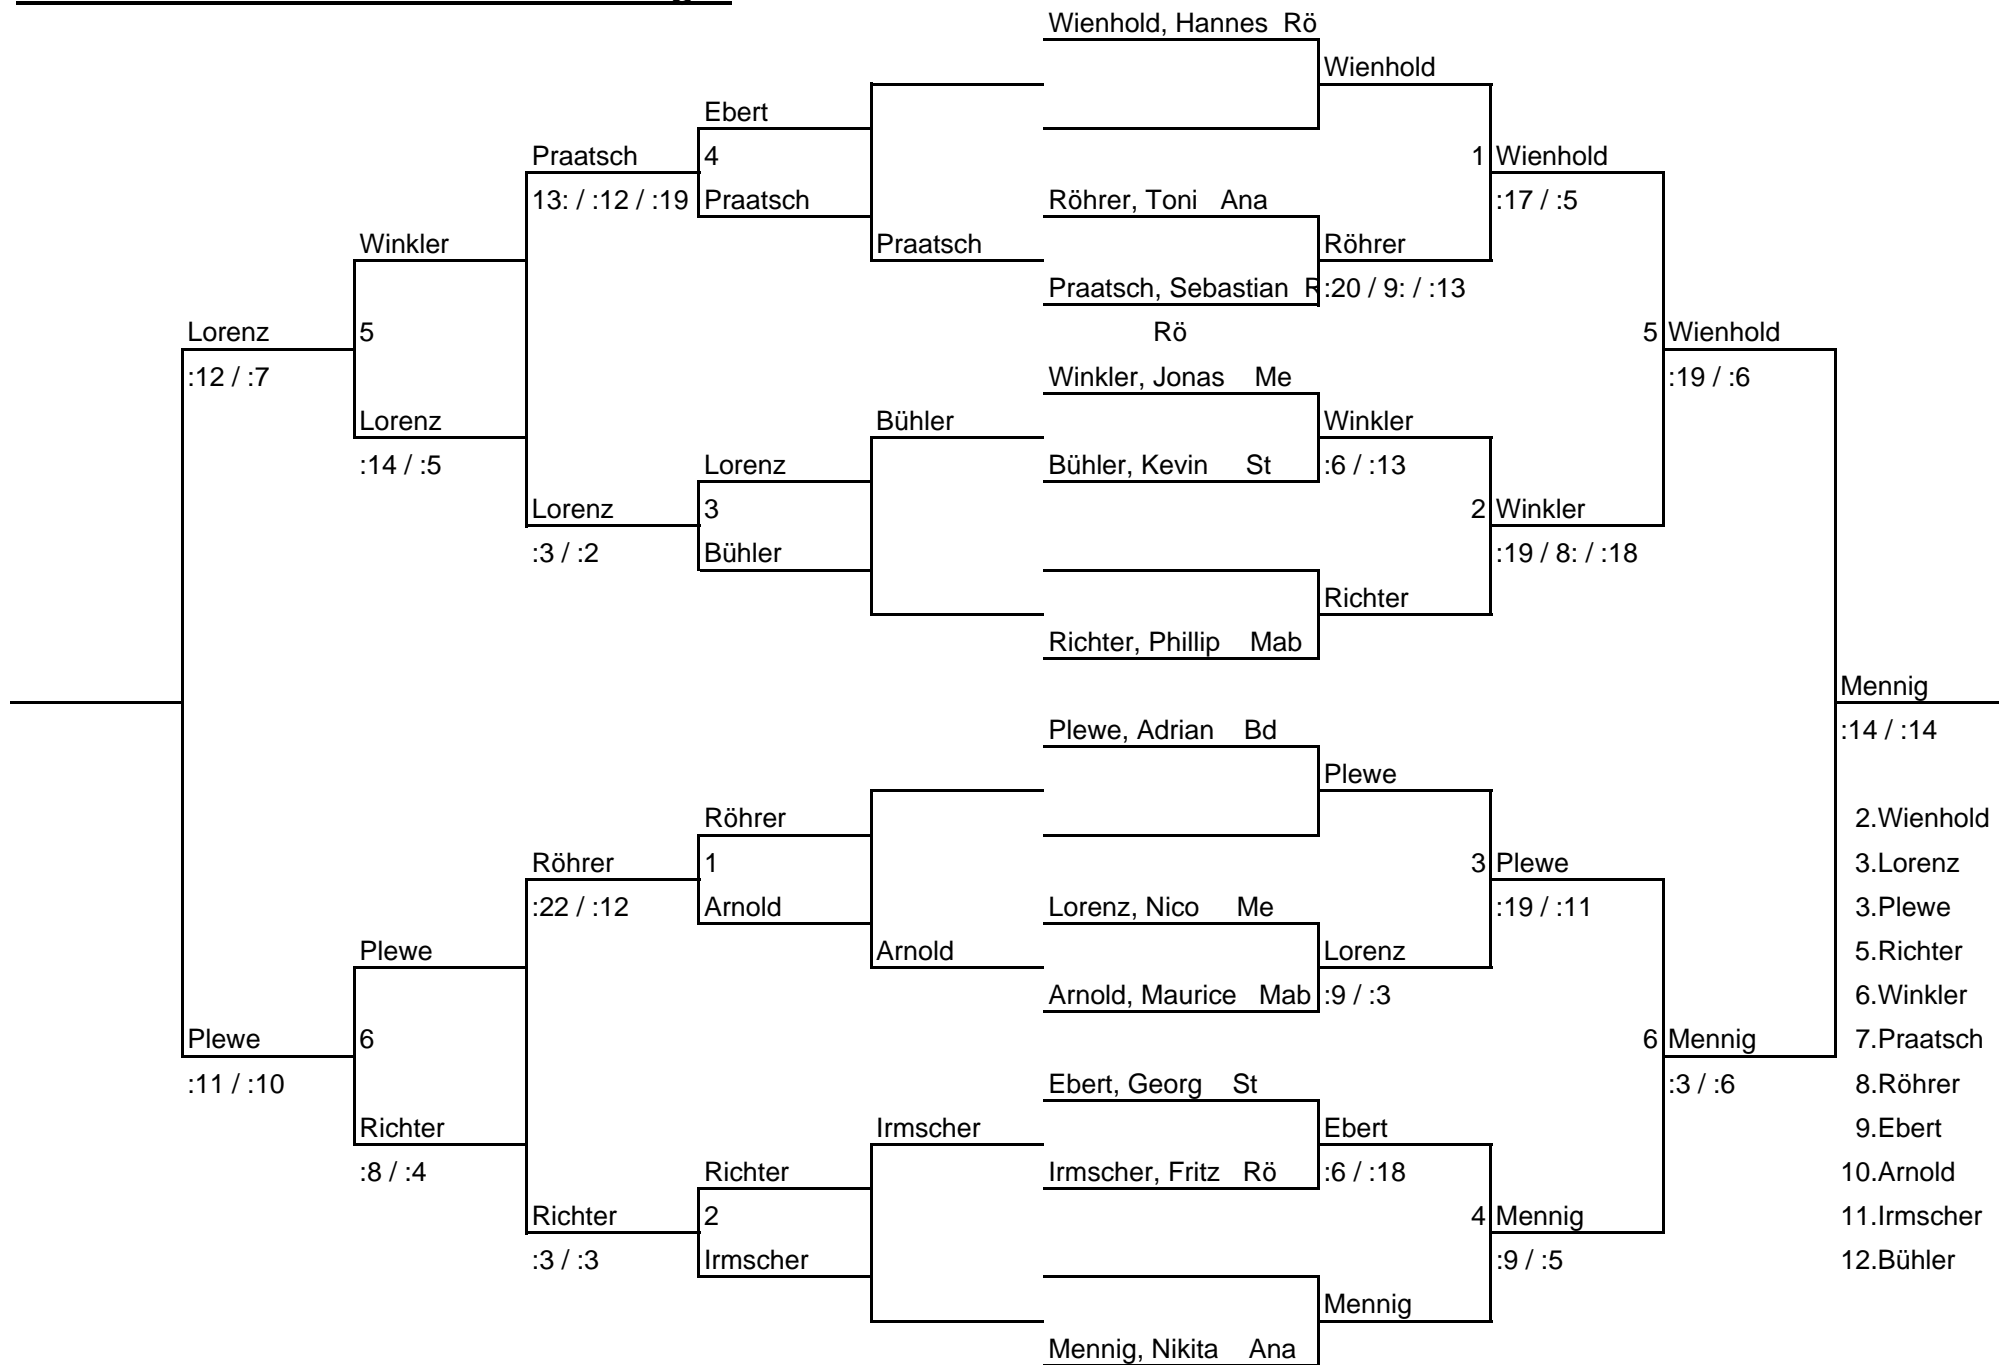 Wienhold, Hannes Rö
Wienhold
Ebert
Praatsch 4 1 Wienhold
13: / :12 / :19 Praatsch Röhrer, Toni Ana :17 / :5
Winkler Praatsch Röhrer
Praatsch, Sebastian R :20 / 9: / :13
Lorenz 5 Rö 5 Wienhold
:12 / :7 Winkler, Jonas Me :19 / :6
Lorenz Bühler Winkler
:14 / :5 Lorenz Bühler, Kevin St :6 / :13
Lorenz 3 2 Winkler
:3 / :2 Bühler :19 / 8: / :18
Richter
Richter, Phillip Mab
Mennig
Plewe, Adrian Bd :14 / :14
Plewe
Röhrer 2.Wienhold
Röhrer 1 3 Plewe 3.Lorenz
:22 / :12 Arnold Lorenz, Nico Me :19 / :11 3.Plewe
Plewe Arnold Lorenz 5.Richter
Arnold, Maurice Mab :9 / :3 6.Winkler
Plewe 6 6 Mennig 7.Praatsch
:11 / :10 Ebert, Georg St :3 / :6 8.Röhrer
Richter Irmscher Ebert 9.Ebert
:8 / :4 Richter Irmscher, Fritz Rö :6 / :18 10.Arnold
Richter 2 4 Mennig 11.Irmscher
:3 / :3 Irmscher :9 / :5 12.Bühler
Mennig
Mennig, Nikita Ana